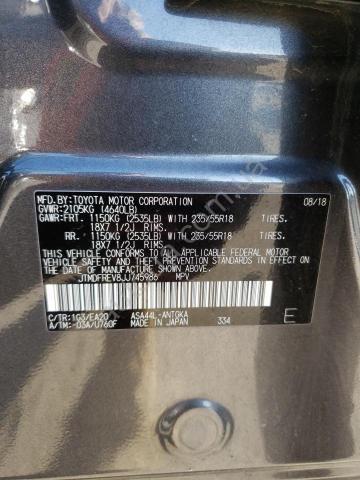 MFD.BY:TOYOTA MOTOR CORPORATION 08/18
GVWR:2105KG (4640LB)
GAWR:FRT. 1150KG (2535LB) WITH 235/55R18 TIRES.
18X7 1/2J RIMS.
RR. 1150KG (2535LB) WITH 235/55R18 TIRES.
18X7 1/2J RIMS.
THIS VEHICLE CONFORMS TO ALL APPLICABLE FEDERAL MOTOR
VEHICLE SAFETY, BUMPER, AND THEFT PREVENTION STANDARDS
IN EFFECT ON THE DATE OF MANUFACTURE SHOWN ABOVE.
JTMDFREV8JJ745986 MPV
C/TR:1G3/EA20 ASA44L-ANTGKA
A/TM:-03A/U760F MADE IN JAPAN 334 E